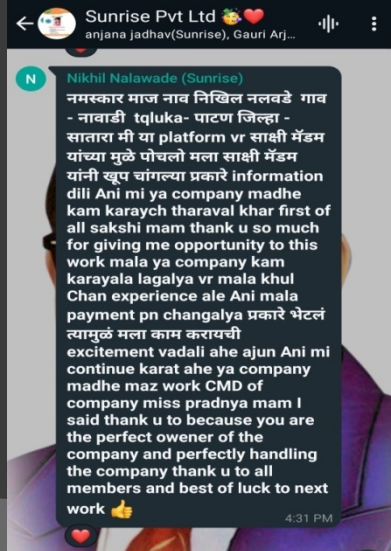 Sunrise Pvt Ltd 🤹❤️
anjana jadhav(Sunrise), Gauri Arj...
N
Nikhil Nalawade (Sunrise)
नमस्कार माज नाव निखिल नलवडे गाव
- नावाडी tqluka- पाटण जिल्हा -
सातारा मी या platform vr साक्षी मॅडम
यांच्या मुळे पोचलो मला साक्षी मॅडम
यांनी खूप चांगल्या प्रकारे information
dili Ani mi ya company madhe
kam karaych tharaval khar first of
all sakshi mam thank u so much
for giving me opportunity to this
work mala ya company kam
karayala lagalya vr mala khul
Chan experience ale Ani mala
payment pn changalya प्रकारे भेटलं
त्यामुळं मला काम करायची
excitement vadali ahe ajun Ani mi
continue karat ahe ya company
madhe maz work CMD of
company miss pradnya mam I
said thank u to because you are
the perfect owener of the
company and perfectly handling
the company thank u to all
members and best of luck to next
work 👍
4:31 PM